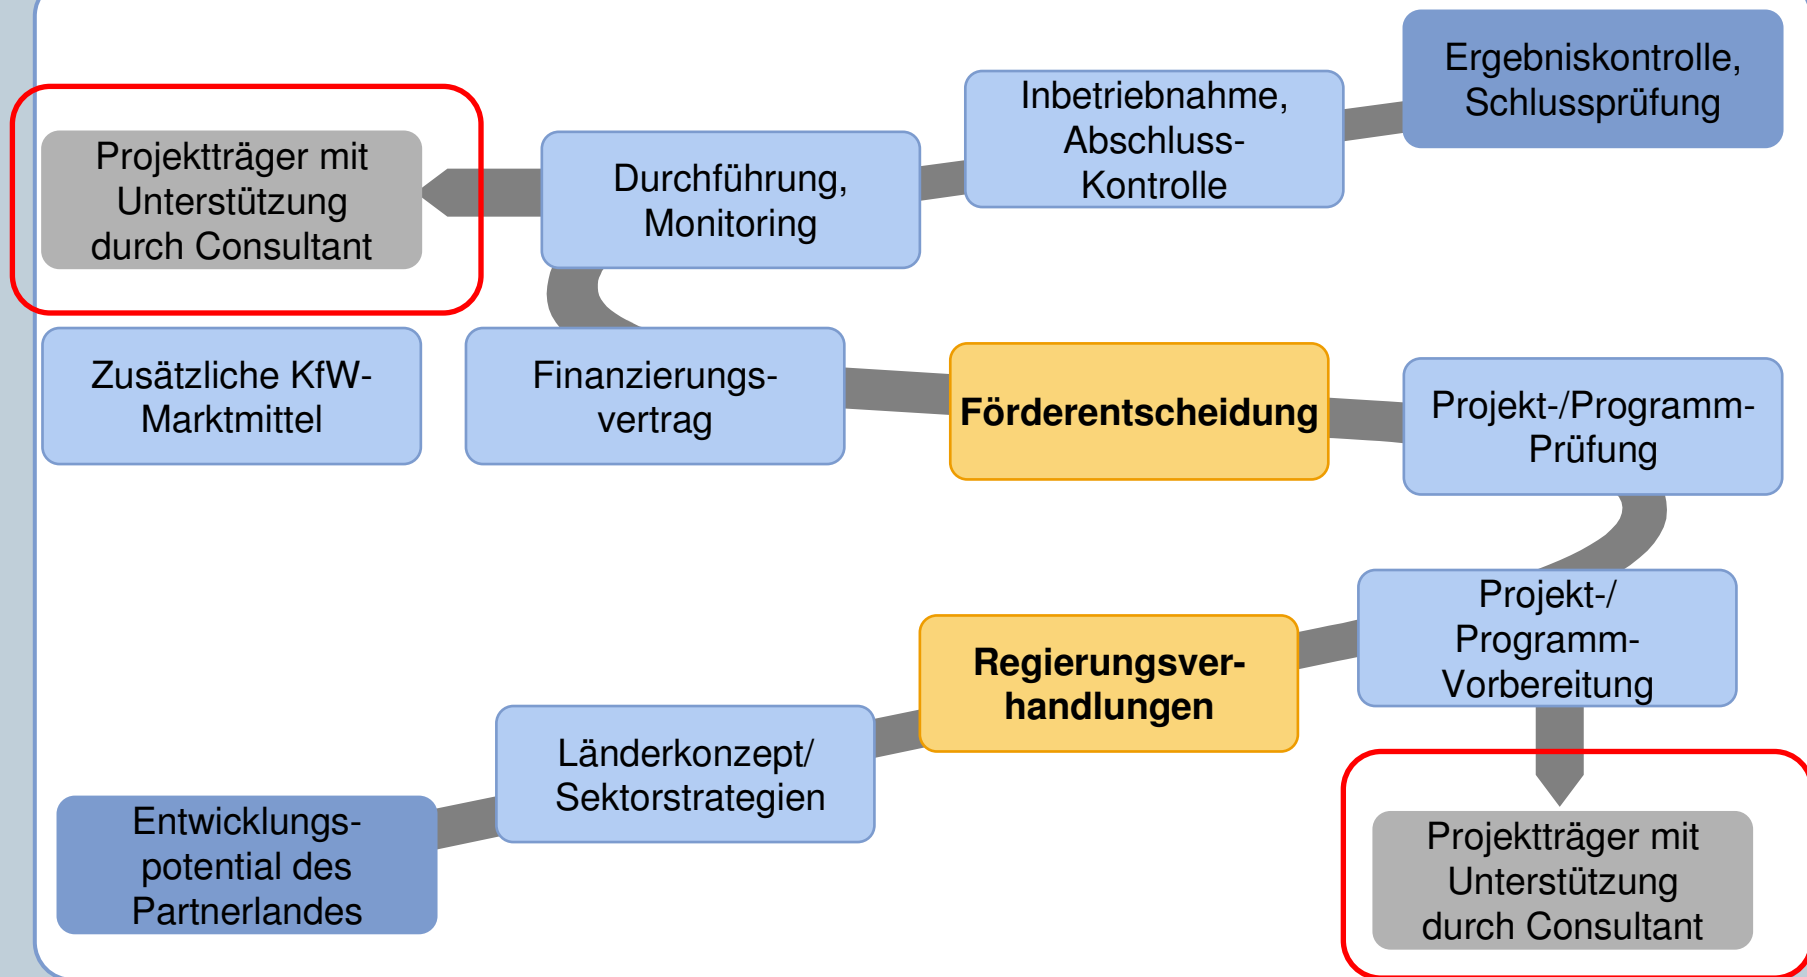 Ergebniskontrolle,
Schlussprüfung
Inbetriebnahme,
Abschluss-
Kontrolle
Projektträger mit
Unterstützung
durch Consultant
Durchführung,
Monitoring
Zusätzliche KfW-
Marktmittel
Finanzierungs-
vertrag
Förderentscheidung
Projekt-/Programm-
Prüfung
Projekt-/
Programm-
Vorbereitung
Regierungsver-
handlungen
Länderkonzept/
Sektorstrategien
Entwicklungs-
potential des
Partnerlandes
Projektträger mit
Unterstützung
durch Consultant